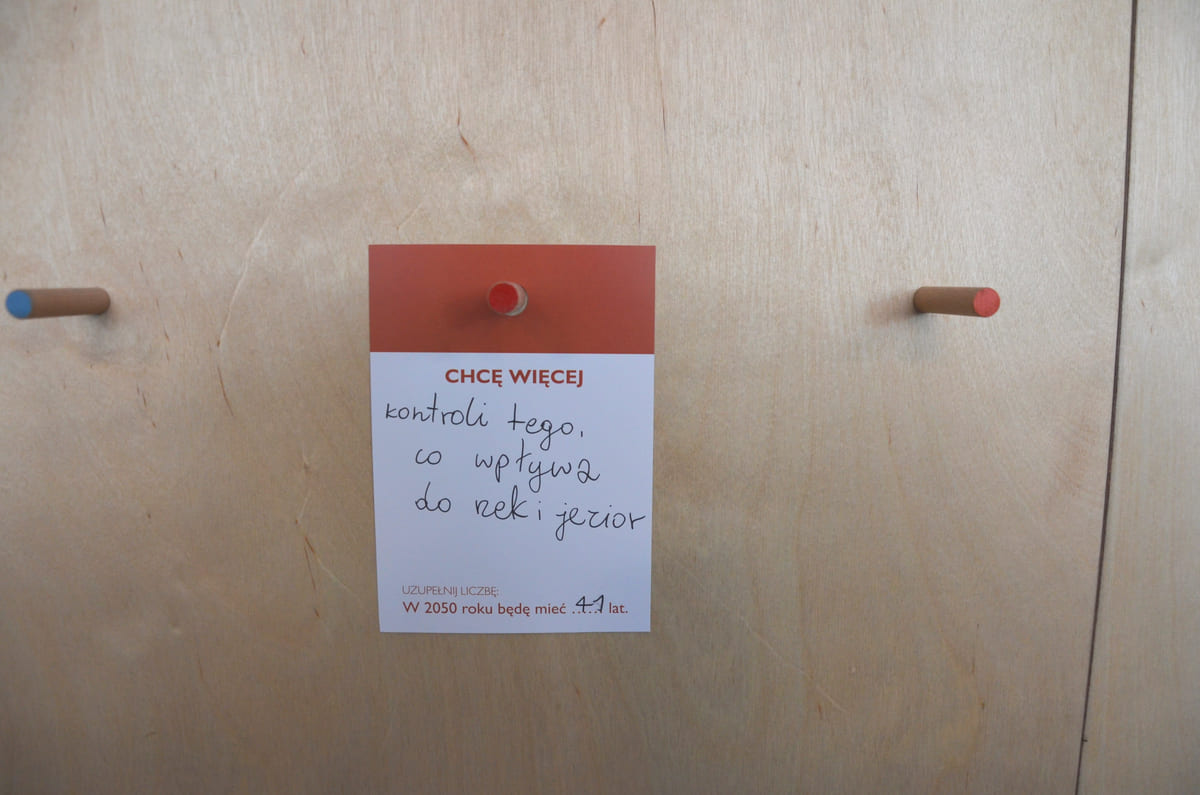 CHCĘ WIĘCEJ
kontroli tego,
co wpływa
do rzek i jezior
UZUPEŁNIJ LICZBĘ:
W 2050 roku będę mieć ..41.. lat.